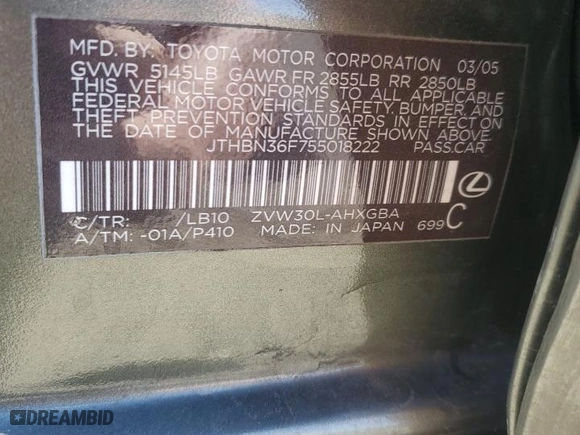 MFD. BY: TOYOTA MOTOR CORPORATION 03/05
GVWR 5145LB GAWR FR 2855LB RR 2850LB
THIS VEHICLE CONFORMS TO ALL APPLICABLE
FEDERAL MOTOR VEHICLE SAFETY, BUMPER, AND
THEFT PREVENTION STANDARDS IN EFFECT ON
THE DATE OF MANUFACTURE SHOWN ABOVE.
JTHBN36F755018222 PASS.CAR
C/TR: /LB10 ZVW30L-AHXGBA C
A/TM: -01A/P410 MADE IN JAPAN 699
DREAMBID